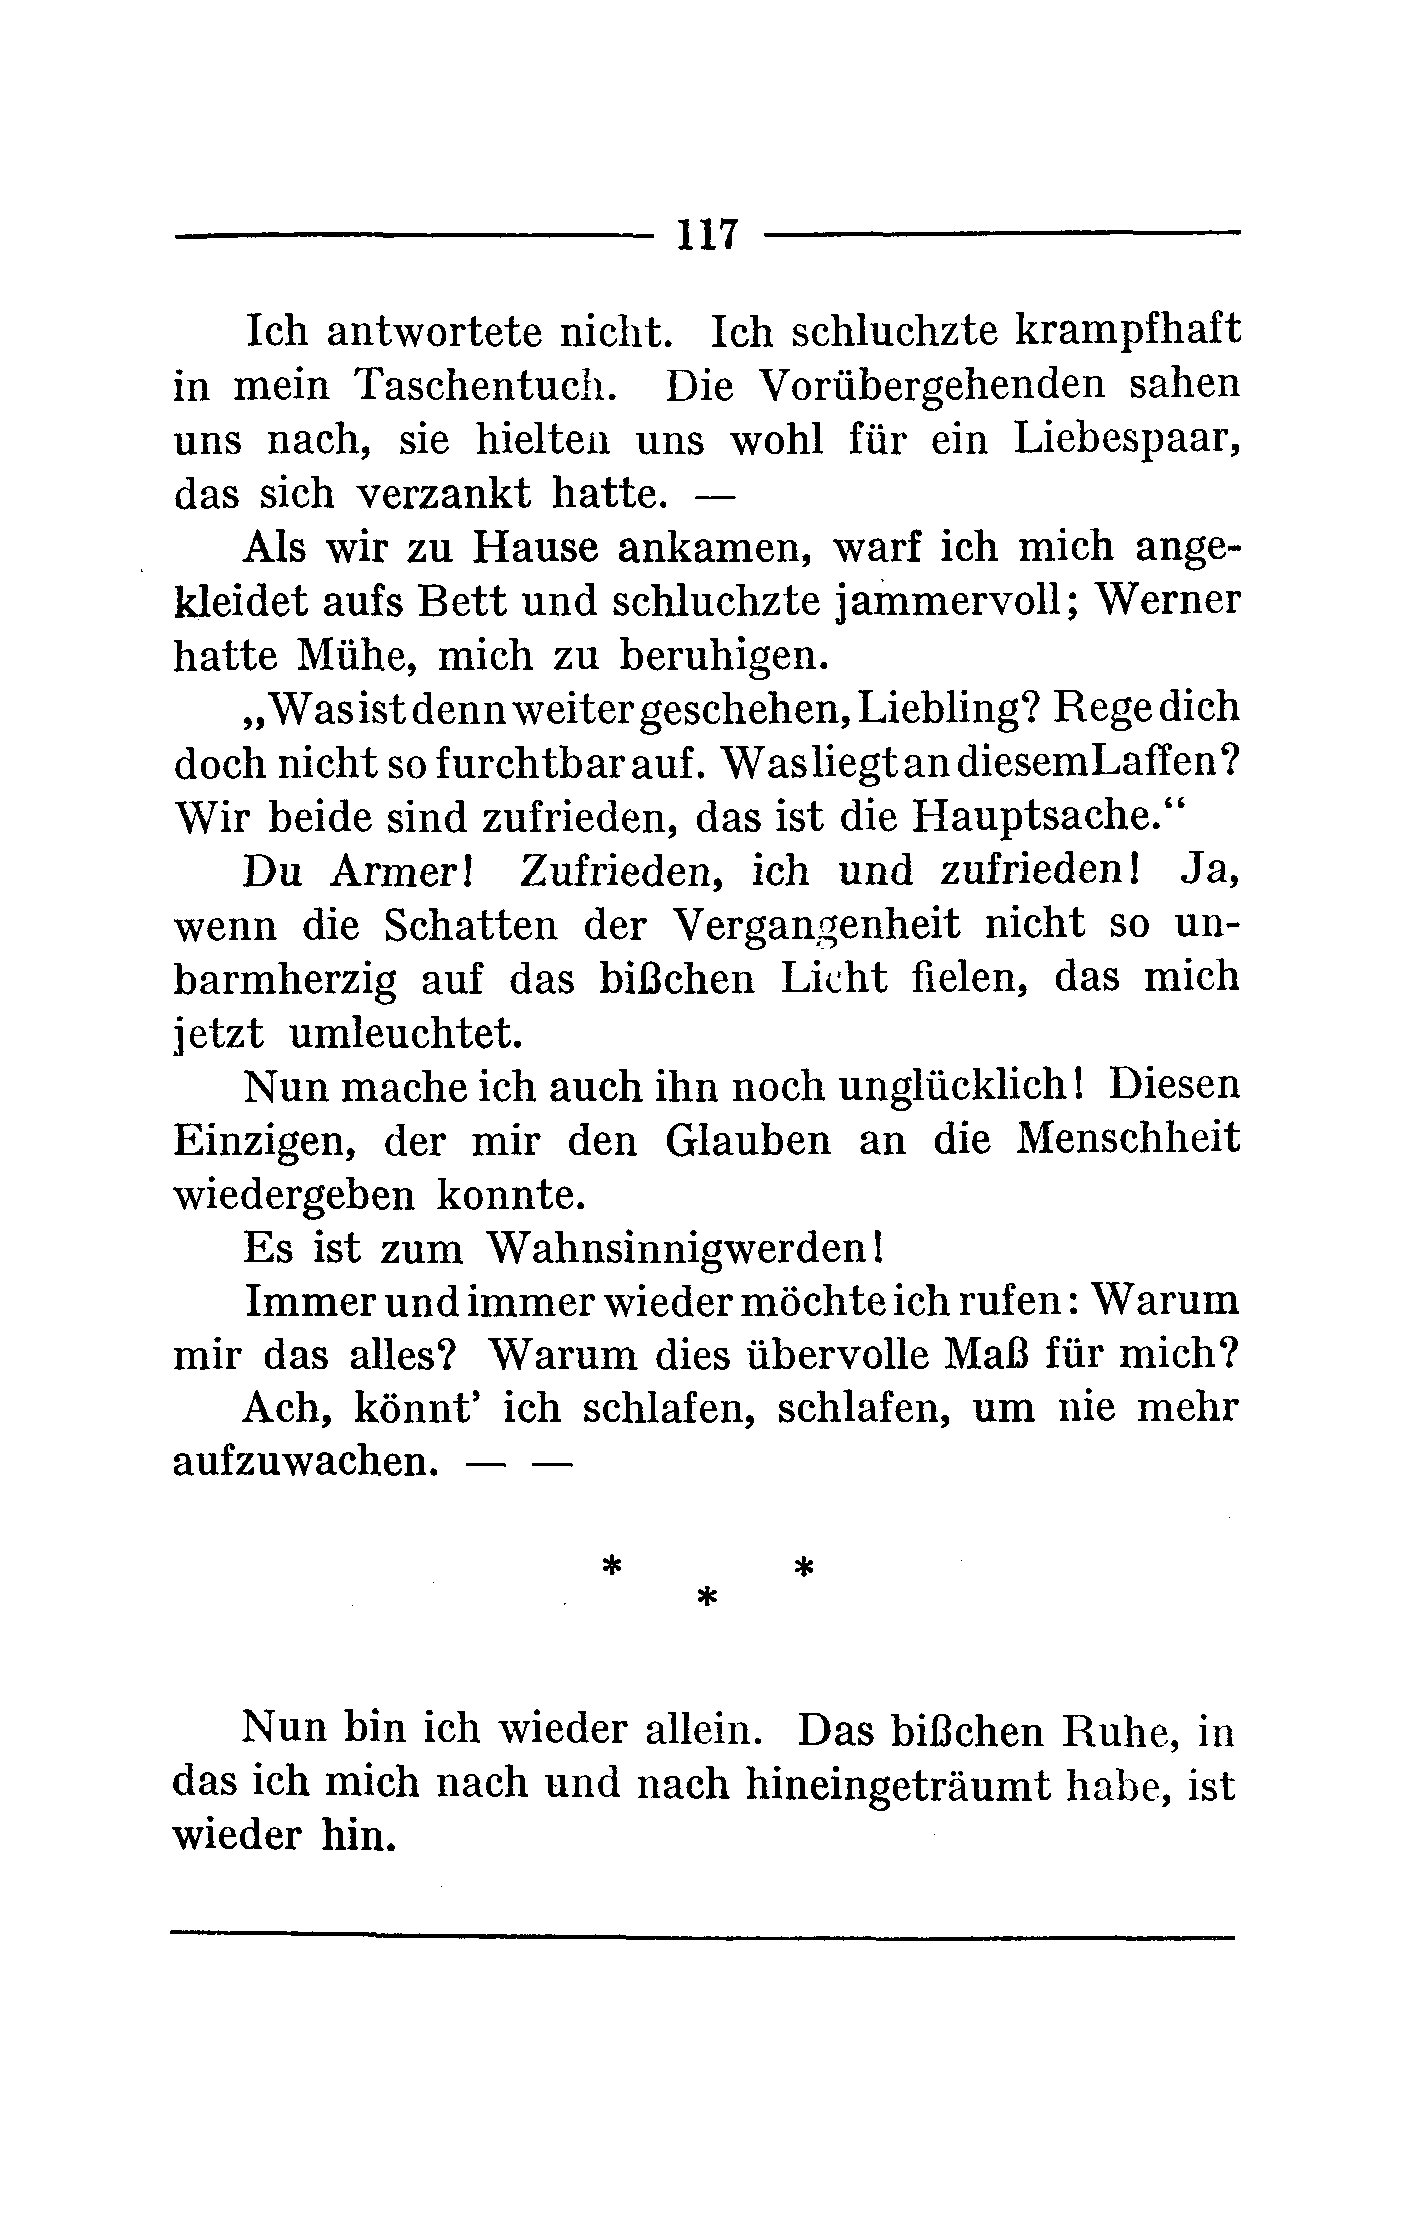 117
Ich antwortete nicht. Ich schluchzte krampfhaft
in mein Taschentuch. Die Vorübergehenden sahen
uns nach, sie hielten uns wohl für ein Liebespaar,
das sich verzankt hatte. —
Als wir zu Hause ankamen, warf ich mich ange-
kleidet aufs Bett und schluchzte jammervoll; Werner
hatte Mühe, mich zu beruhigen.
„Was ist denn weiter geschehen, Liebling? Rege dich
doch nicht so furchtbar auf. Was liegt an diesem Laffen?
Wir beide sind zufrieden, das ist die Hauptsache.“
Du Armer! Zufrieden, ich und zufrieden! Ja,
wenn die Schatten der Vergangenheit nicht so un-
barmherzig auf das bißchen Licht fielen, das mich
jetzt umleuchtet.
Nun mache ich auch ihn noch unglücklich! Diesen
Einzigen, der mir den Glauben an die Menschheit
wiedergeben konnte.
Es ist zum Wahnsinnigwerden!
Immer und immer wieder möchte ich rufen: Warum
mir das alles? Warum dies übervolle Maß für mich?
Ach, könnt’ ich schlafen, schlafen, um nie mehr
aufzuwachen. — —
* *
*
Nun bin ich wieder allein. Das bißchen Ruhe, in
das ich mich nach und nach hineingeträumt habe, ist
wieder hin.